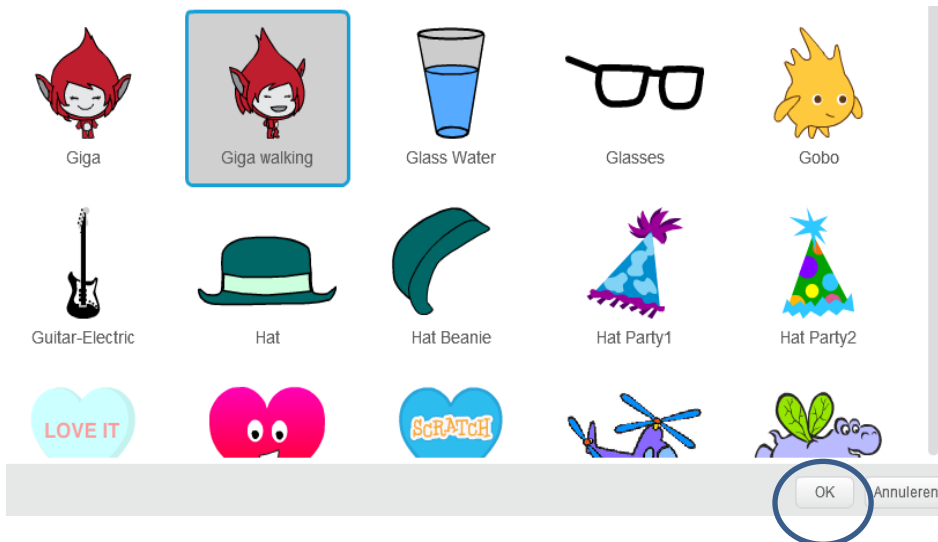 Giga Giga walking Glass Water Glasses Gobo
Guitar-Electric Hat Hat Beanie Hat Party1 Hat Party2
LOVE IT SCRATCH
OK Annuleren